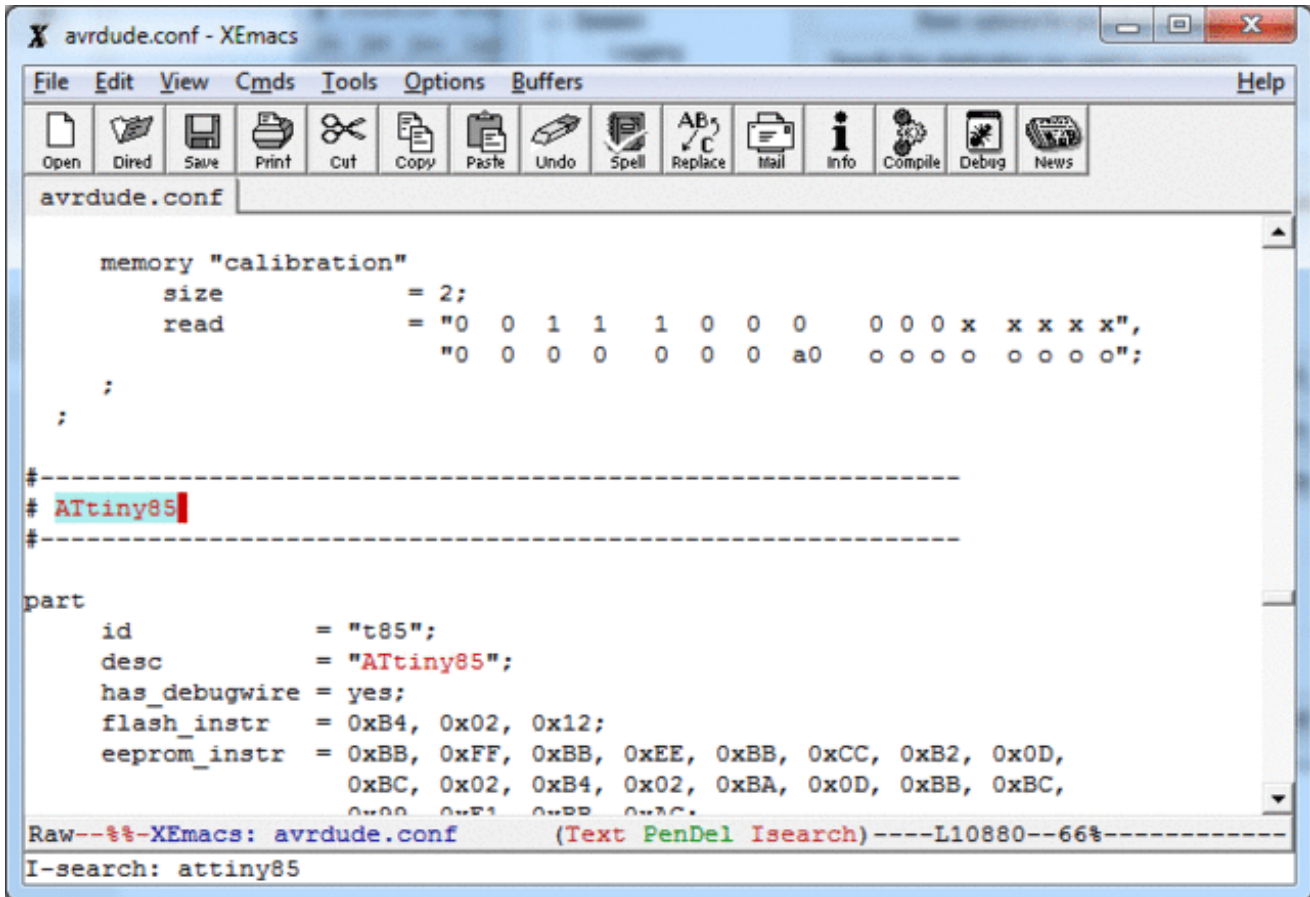 avrdude.conf - XEmacs
File Edit View Cmds Tools Options Buffers Help
Open Dired Save Print Cut Copy Paste Undo Spell Replace Mail Info Compile Debug News
avrdude.conf
memory "calibration"
size = 2;
read = "0 0 1 1 1 0 0 0 0 0 0 x x x x x",
"0 0 0 0 0 0 0 a0 o o o o o o o o";
;
;
#------------------------------------------------------------
# ATtiny85
#------------------------------------------------------------
part
id = "t85";
desc = "ATtiny85";
has_debugwire = yes;
flash_instr = 0xB4, 0x02, 0x12;
eeprom_instr = 0xBB, 0xFF, 0xBB, 0xEE, 0xBB, 0xCC, 0xB2, 0x0D,
0xBC, 0x02, 0xB4, 0x02, 0xBA, 0x0D, 0xBB, 0xBC,
0x99, 0xE1, 0xBB, 0xAC;
Raw--%%-XEmacs: avrdude.conf (Text PenDel Isearch)----L10880--66%------------
I-search: attiny85